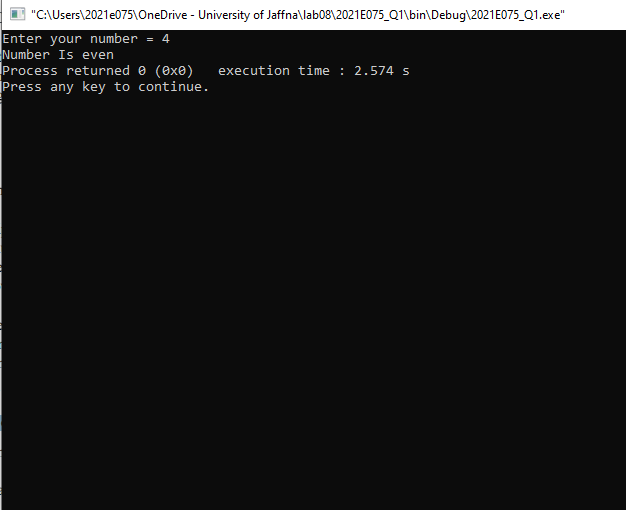 "C:\Users\2021e075\OneDrive - University of Jaffna\lab08\2021E075_Q1\bin\Debug\2021E075_Q1.exe"
Enter your number = 4
Number Is even
Process returned 0 (0x0)   execution time : 2.574 s
Press any key to continue.